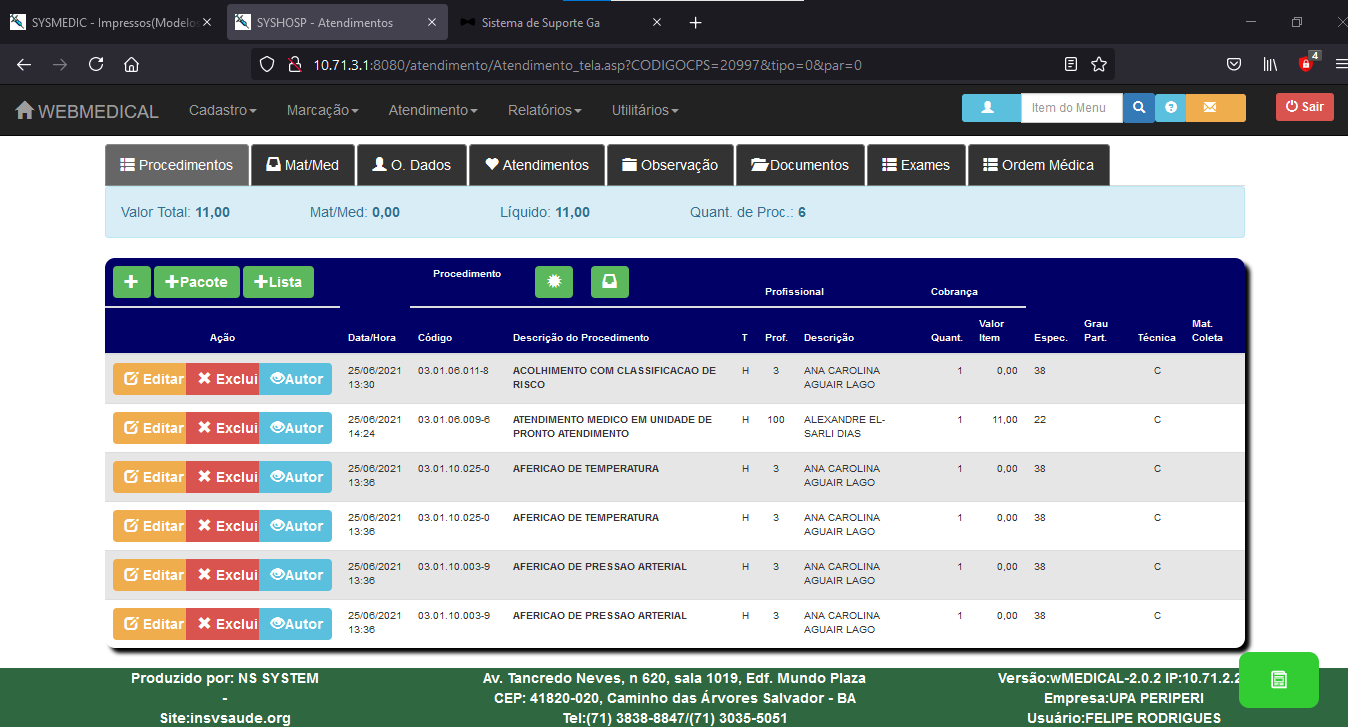 SYSMEDIC - Impressos(Modelos
SYSHOSP - Atendimentos
Sistema de Suporte Ga
10.71.3.1:8080/atendimento/Atendimento_tela.asp?CODIGOCPS=20997&tipo=0&par=0
4
WEBMEDICAL
Cadastro
Marcação
Atendimento
Relatórios
Utilitários
Item do Menu
Sair
Procedimentos
Mat/Med
O. Dados
Atendimentos
Observação
Documentos
Exames
Ordem Médica
Valor Total: 11,00
Mat/Med: 0,00
Líquido: 11,00
Quant. de Proc.: 6
Pacote
Lista
Procedimento
Profissional
Cobrança
Ação
Data/Hora
Código
Descrição do Procedimento
T
Prof.
Descrição
Quant.
Valor
Item
Espec.
Grau
Part.
Técnica
Mat.
Coleta
Editar Exclui Autor 25/06/2021 03.01.06.011-8 ACOLHIMENTO COM CLASSIFICACAO DE H 3 ANA CAROLINA 1 0,00 38 C
13:30 RISCO AGUAIR LAGO
Editar Exclui Autor 25/06/2021 03.01.06.009-6 ATENDIMENTO MEDICO EM UNIDADE DE H 100 ALEXANDRE EL- 1 11,00 22 C
14:24 PRONTO ATENDIMENTO SARLI DIAS
Editar Exclui Autor 25/06/2021 03.01.10.025-0 AFERICAO DE TEMPERATURA H 3 ANA CAROLINA 1 0,00 38 C
13:36 AGUAIR LAGO
Editar Exclui Autor 25/06/2021 03.01.10.025-0 AFERICAO DE TEMPERATURA H 3 ANA CAROLINA 1 0,00 38 C
13:36 AGUAIR LAGO
Editar Exclui Autor 25/06/2021 03.01.10.003-9 AFERICAO DE PRESSAO ARTERIAL H 3 ANA CAROLINA 1 0,00 38 C
13:36 AGUAIR LAGO
Editar Exclui Autor 25/06/2021 03.01.10.003-9 AFERICAO DE PRESSAO ARTERIAL H 3 ANA CAROLINA 1 0,00 38 C
13:36 AGUAIR LAGO
Produzido por: NS SYSTEM
-
Site:insvsaude.org
Av. Tancredo Neves, n 620, sala 1019, Edf. Mundo Plaza
CEP: 41820-020, Caminho das Árvores Salvador - BA
Tel:(71) 3838-8847/(71) 3035-5051
Versão:wMEDICAL-2.0.2 IP:10.71.2.2
Empresa:UPA PERIPERI
Usuário:FELIPE RODRIGUES